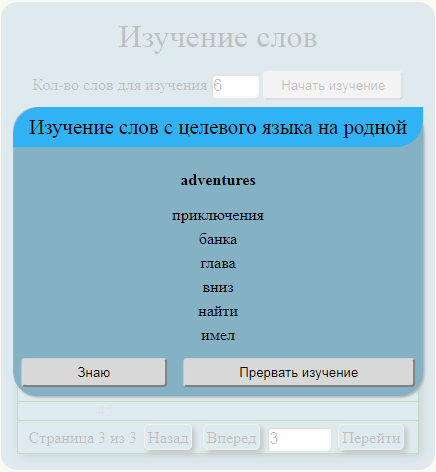 Изучение слов
Кол-во слов для изучения 6 Начать изучение
Изучение слов с целевого языка на родной
adventures
приключения
банка
глава
вниз
найти
имел
Знаю Прервать изучение
Страница 3 из 3 Назад Вперед 3 Перейти